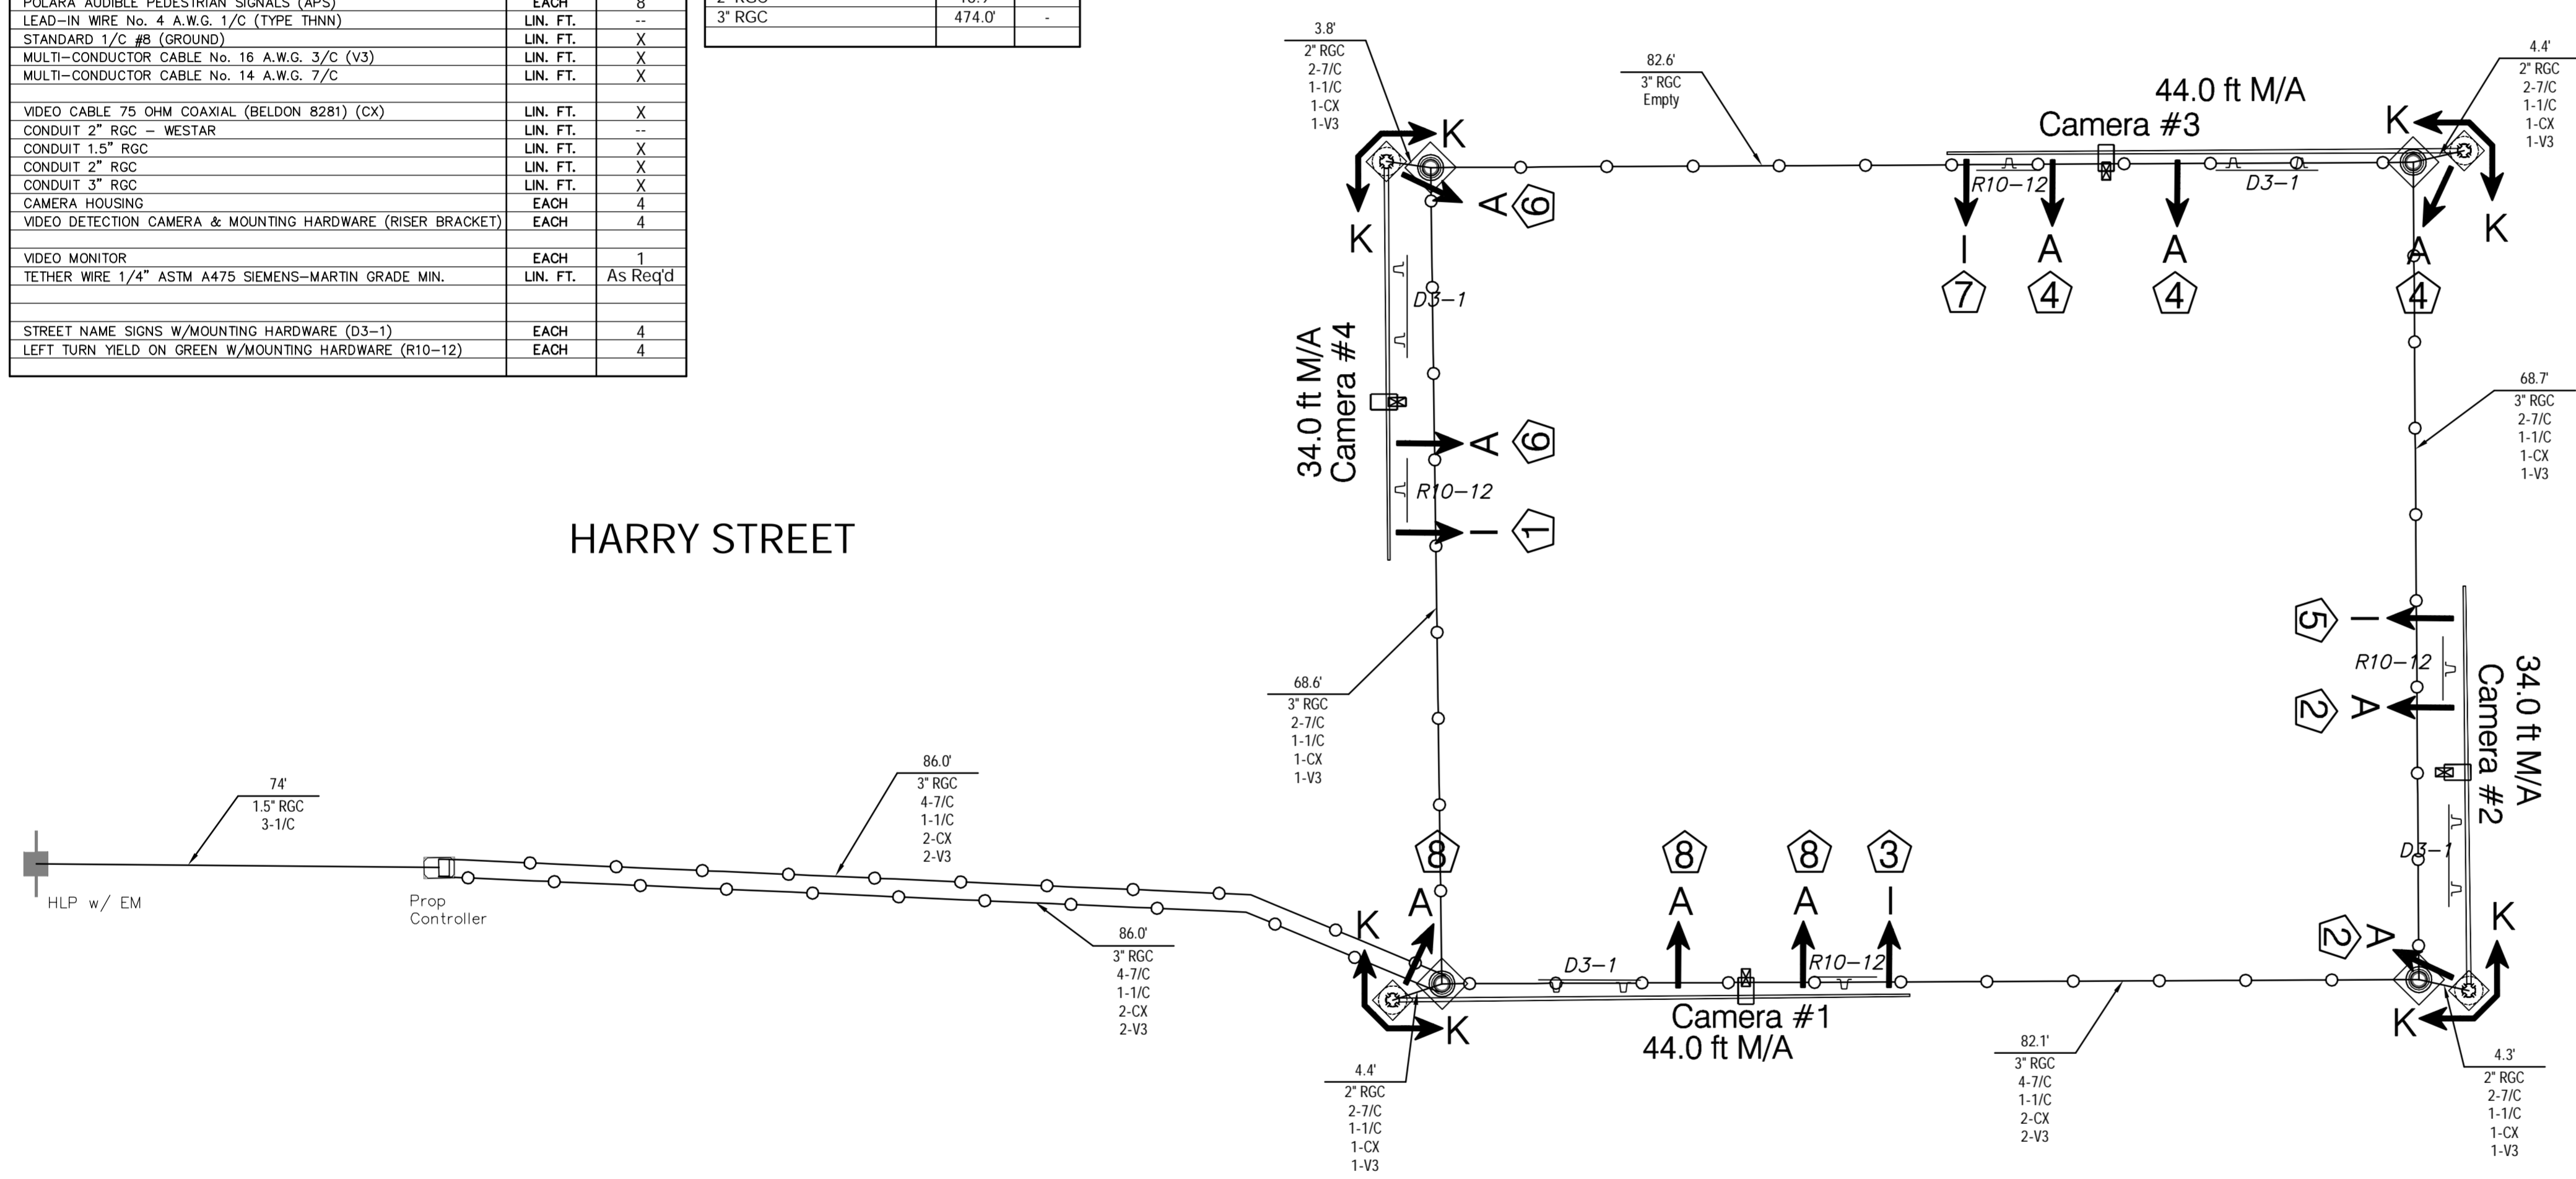 POLARA AUDIBLE PEDESTRIAN SIGNALS (APS) EACH 8
LEAD-IN WIRE No. 4 A.W.G. 1/C (TYPE THNN) LIN. FT. --
STANDARD 1/C #8 (GROUND) LIN. FT. X
MULTI-CONDUCTOR CABLE No. 16 A.W.G. 3/C (V3) LIN. FT. X
MULTI-CONDUCTOR CABLE No. 14 A.W.G. 7/C LIN. FT. X
VIDEO CABLE 75 OHM COAXIAL (BELDON 8281) (CX) LIN. FT. X
CONDUIT 2" RGC - WESTAR LIN. FT. --
CONDUIT 1.5" RGC LIN. FT. X
CONDUIT 2" RGC LIN. FT. X
CONDUIT 3" RGC LIN. FT. X
CAMERA HOUSING EACH 4
VIDEO DETECTION CAMERA & MOUNTING HARDWARE (RISER BRACKET) EACH 4
VIDEO MONITOR EACH 1
TETHER WIRE 1/4" ASTM A475 SIEMENS-MARTIN GRADE MIN. LIN. FT. As Req'd
STREET NAME SIGNS W/MOUNTING HARDWARE (D3-1) EACH 4
LEFT TURN YIELD ON GREEN W/MOUNTING HARDWARE (R10-12) EACH 4
2" RGC
3" RGC 474.0' -
3.8'
2" RGC
2-7/C
1-1/C
1-CX
1-V3
82.6'
3" RGC
Empty
44.0 ft M/A
Camera #3
4.4'
2" RGC
2-7/C
1-1/C
1-CX
1-V3
K
K
A 6
K
K
R10-12
D3-1
I
A
A
A
7
4
4
4
D3-1
34.0 ft M/A
Camera #4
A 6
R10-12
I 1
68.7'
3" RGC
2-7/C
1-1/C
1-CX
1-V3
HARRY STREET
5 I
R10-12
2 A
34.0 ft M/A
Camera #2
D3-1
2 A
K
K
68.6'
3" RGC
2-7/C
1-1/C
1-CX
1-V3
74'
1.5" RGC
3-1/C
86.0'
3" RGC
4-7/C
1-1/C
2-CX
2-V3
HLP w/ EM
Prop
Controller
86.0'
3" RGC
4-7/C
1-1/C
2-CX
2-V3
8
8
8
3
A
A
A
I
K
K
D3-1
R10-12
Camera #1
44.0 ft M/A
4.4'
2" RGC
2-7/C
1-1/C
1-CX
1-V3
82.1'
3" RGC
4-7/C
1-1/C
2-CX
2-V3
4.3'
2" RGC
2-7/C
1-1/C
1-CX
1-V3